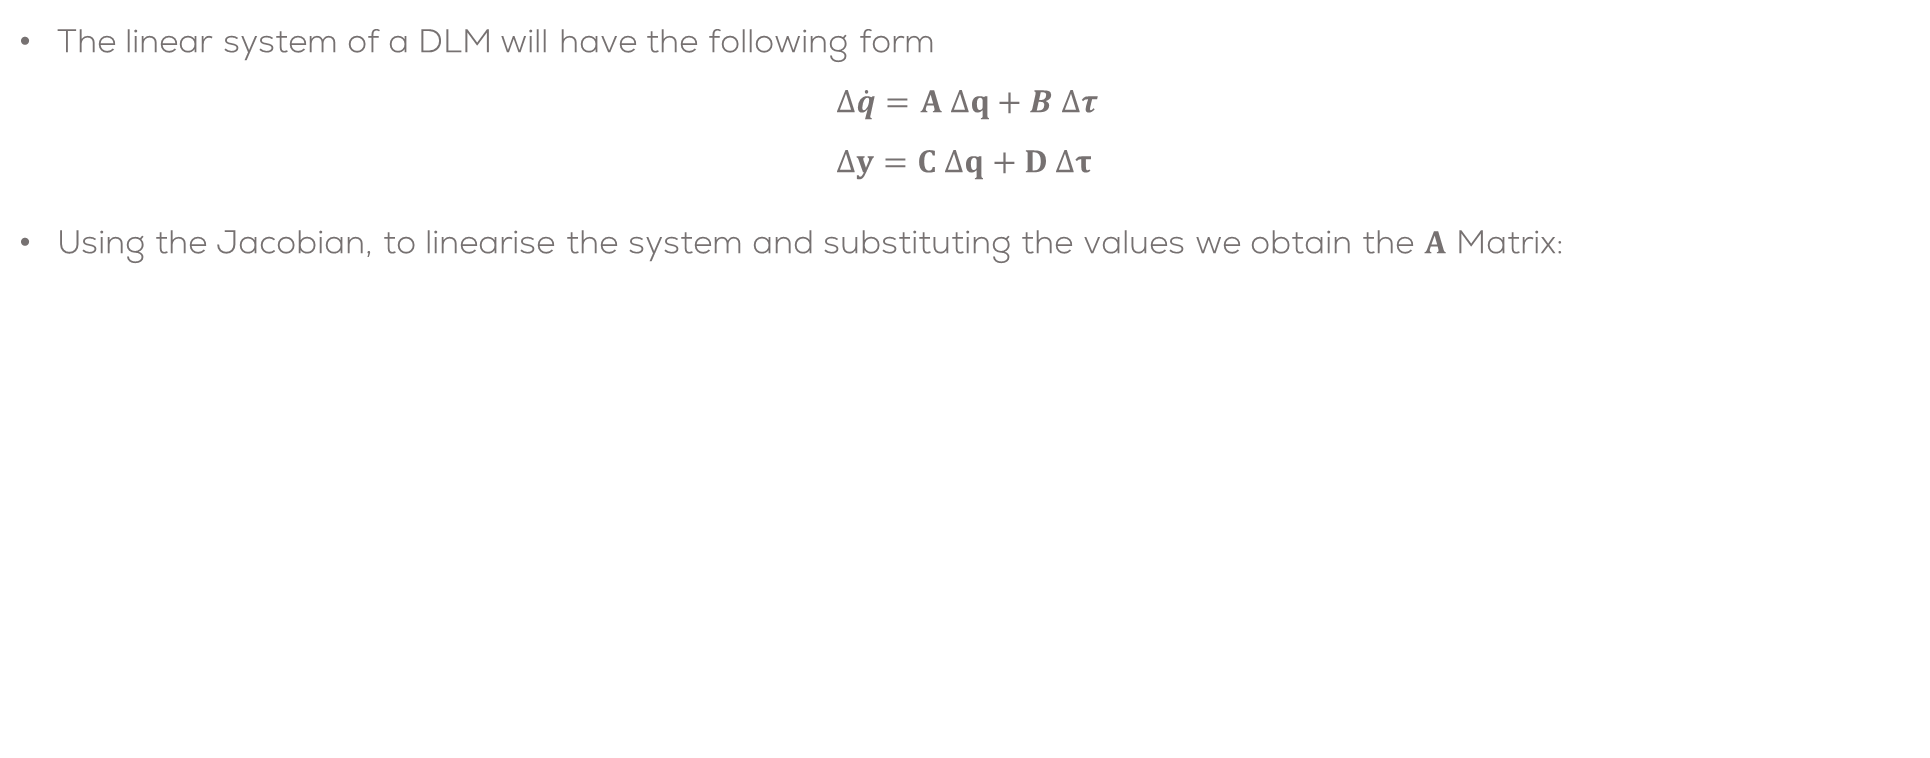 • The linear system of a DLM will have the following form
Δq̇ = A Δq + B Δτ
Δy = C Δq + D Δτ
• Using the Jacobian, to linearise the system and substituting the values we obtain the A Matrix: